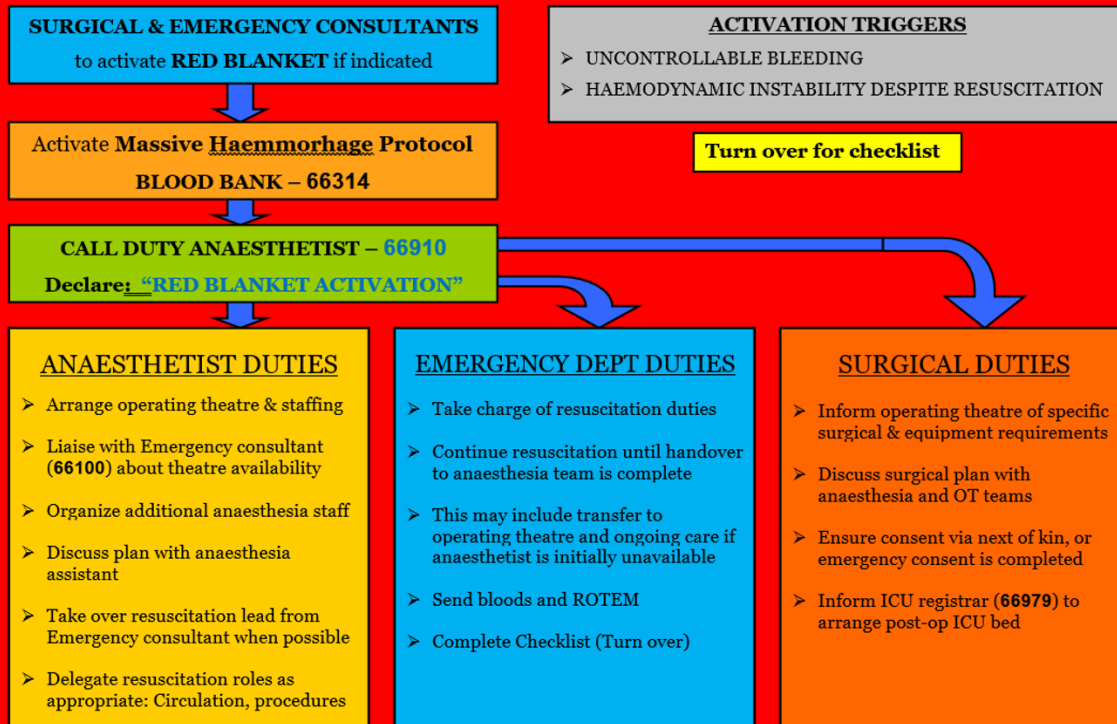 SURGICAL & EMERGENCY CONSULTANTS
to activate RED BLANKET if indicated
ACTIVATION TRIGGERS
➢ UNCONTROLLABLE BLEEDING
➢ HAEMODYNAMIC INSTABILITY DESPITE RESUSCITATION
Activate Massive Haemmorhage Protocol
BLOOD BANK – 66314
Turn over for checklist
CALL DUTY ANAESTHETIST – 66910
Declare: “RED BLANKET ACTIVATION”
ANAESTHETIST DUTIES
➢ Arrange operating theatre & staffing
➢ Liaise with Emergency consultant
(66100) about theatre availability
➢ Organize additional anaesthesia staff
➢ Discuss plan with anaesthesia
assistant
➢ Take over resuscitation lead from
Emergency consultant when possible
➢ Delegate resuscitation roles as
appropriate: Circulation, procedures
EMERGENCY DEPT DUTIES
➢ Take charge of resuscitation duties
➢ Continue resuscitation until handover
to anaesthesia team is complete
➢ This may include transfer to
operating theatre and ongoing care if
anaesthetist is initially unavailable
➢ Send bloods and ROTEM
➢ Complete Checklist (Turn over)
SURGICAL DUTIES
➢ Inform operating theatre of specific
surgical & equipment requirements
➢ Discuss surgical plan with
anaesthesia and OT teams
➢ Ensure consent via next of kin, or
emergency consent is completed
➢ Inform ICU registrar (66979) to
arrange post-op ICU bed